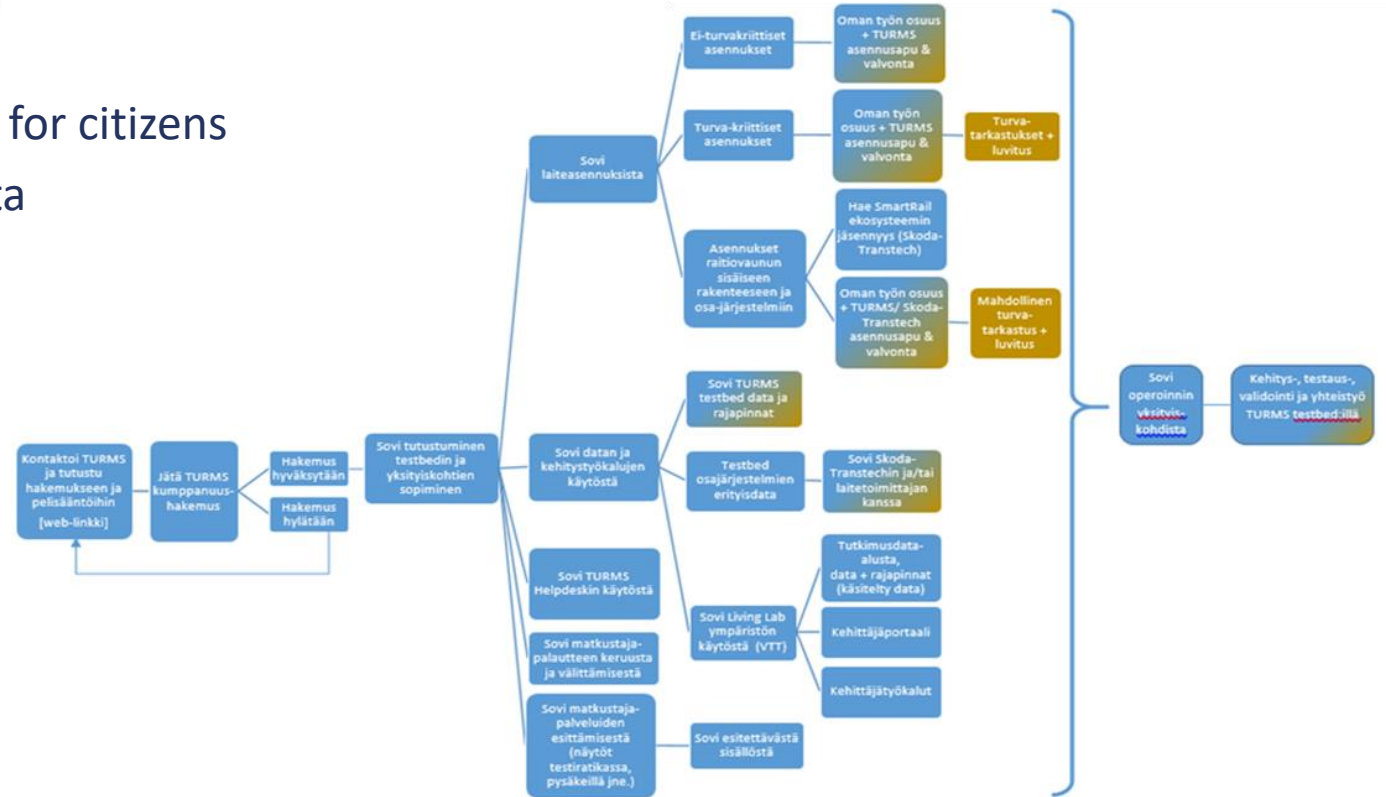 for citizens
ta
Kontaktoi TURMS
ja tutustu
hakemukseen ja
pelisääntöihin
[web-linkki]
Jätä TURMS
kumppanuus-
hakemus
Hakemus
hyväksytään
Hakemus
hylätään
Sovi tutustuminen
testbedin ja
yksityiskohtien
sopiminen
Sovi
laiteasennuksista
Ei-turvakriittiset
asennukset
Oman työn osuus
+ TURMS
asennusapu &
valvonta
Turva-kriittiset
asennukset
Oman työn
osuus + TURMS
asennusapu &
valvonta
Turva-
tarkastukset +
luvitus
Asennukset
raitiovaunun
sisäiseen
rakenteeseen ja
osa-järjestelmiin
Hae SmartRail
ekosysteemin
jäsennyys (Skoda-
Transtech)
Oman työn osuus
+ TURMS/ Skoda-
Transtech
asennusapu &
valvonta
Mahdollinen
turva-
tarkastus +
luvitus
Sovi datan ja
kehitystyökalujen
käytöstä
Sovi TURMS
testbed data ja
rajapinnat
Testbed
osajärjestelmien
erityisdata
Sovi Skoda-
Transtechin ja/tai
laitetoimittajan
kanssa
Sovi Living Lab
ympäristön
käytöstä (VTT)
Tutkimusdata-
alusta,
data + rajapinnat
(käsitelty data)
Kehittäjäportaali
Kehittäjätyökalut
Sovi TURMS
Helpdeskin käytöstä
Sovi matkustaja-
palautteen keruusta
ja välittämisestä
Sovi matkustaja-
palveluiden
esittämisestä
(näytöt
testiratikassa,
pysäkeillä jne.)
Sovi esitettävästä
sisällöstä
Sovi
operoinnin
yksityis-
kohdista
Kehitys-, testaus-,
validointi ja yhteistyö
TURMS testbed:illä